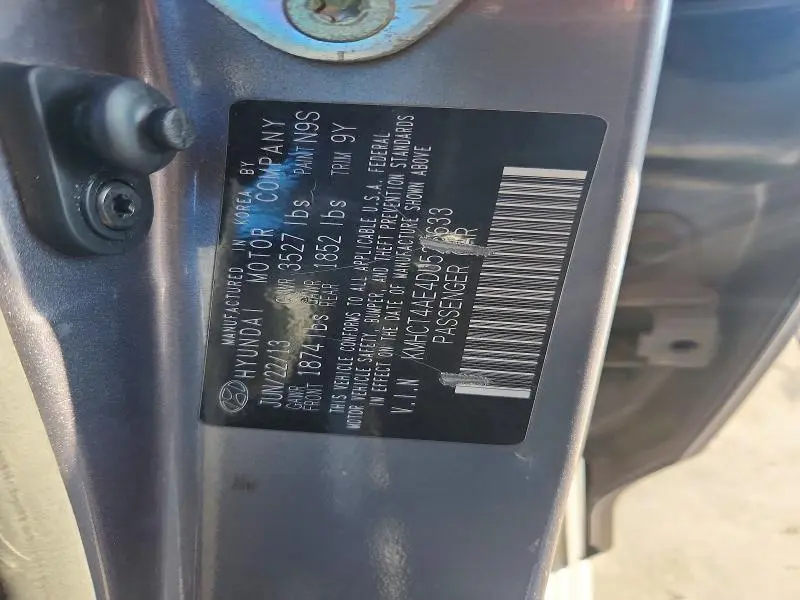 MANUFACTURED IN KOREA BY
HYUNDAI MOTOR COMPANY
JUN/22/13 GVWR 3527 lbs PAINT N9S
GAWR FRONT 1874 lbs GAWR REAR 1852 lbs TRIM 9Y
THIS VEHICLE CONFORMS TO ALL APPLICABLE U.S.A. FEDERAL
MOTOR VEHICLE SAFETY, BUMPER, AND THEFT PREVENTION STANDARDS
IN EFFECT ON THE DATE OF MANUFACTURE SHOWN ABOVE
V.I.N
PASSENGER CAR